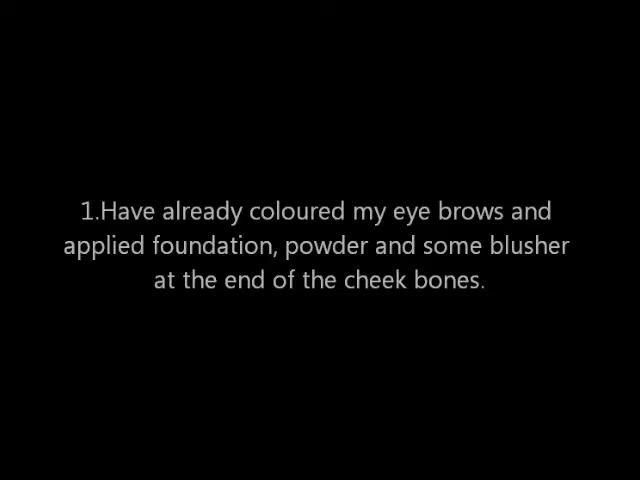 1.Have already coloured my eye brows and
applied foundation, powder and some blusher
at the end of the cheek bones.